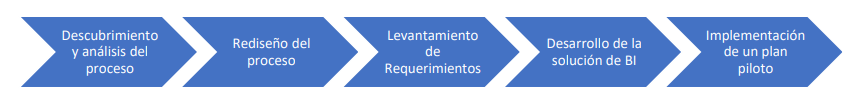 Descubrimiento
y análisis del
proceso
Rediseño del
proceso
Levantamiento
de
Requerimientos
Desarrollo de la
solución de BI
Implementación
de un plan
piloto